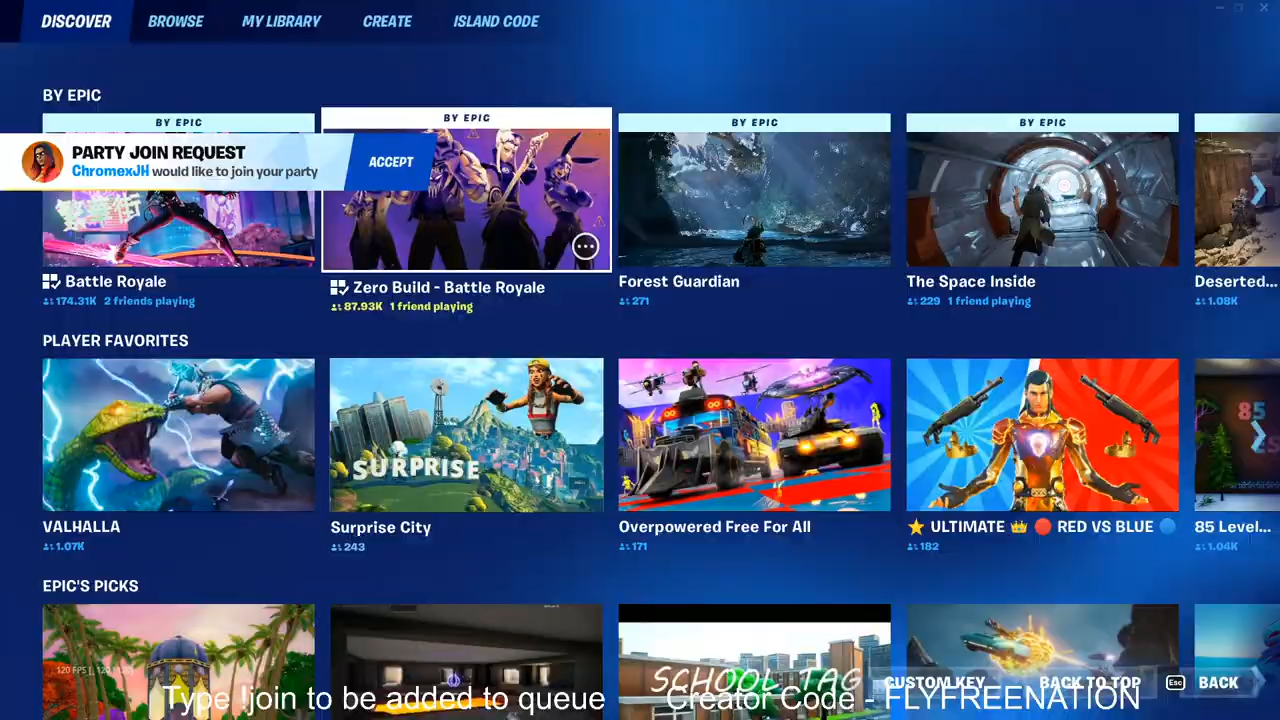 DISCOVER BROWSE MY LIBRARY CREATE ISLAND CODE
BY EPIC
BY EPIC BY EPIC BY EPIC BY EPIC
PARTY JOIN REQUEST
ChromexJH would like to join your party
ACCEPT
繁華街
Battle Royale Zero Build - Battle Royale Forest Guardian The Space Inside Deserted...
174.31K 2 friends playing 87.93K 1 friend playing 271 229 1 friend playing 1.08K
PLAYER FAVORITES
SURPRISE
85
VALHALLA Surprise City Overpowered Free For All ULTIMATE RED VS BLUE 85 Level...
1.07K 243 171 182 1.04K
EPIC'S PICKS
SCHOOL TAG
CUSTOM KEY BACK TO TOP Esc BACK
Type !join to be added to queue Creator Code - FLYFREENATION